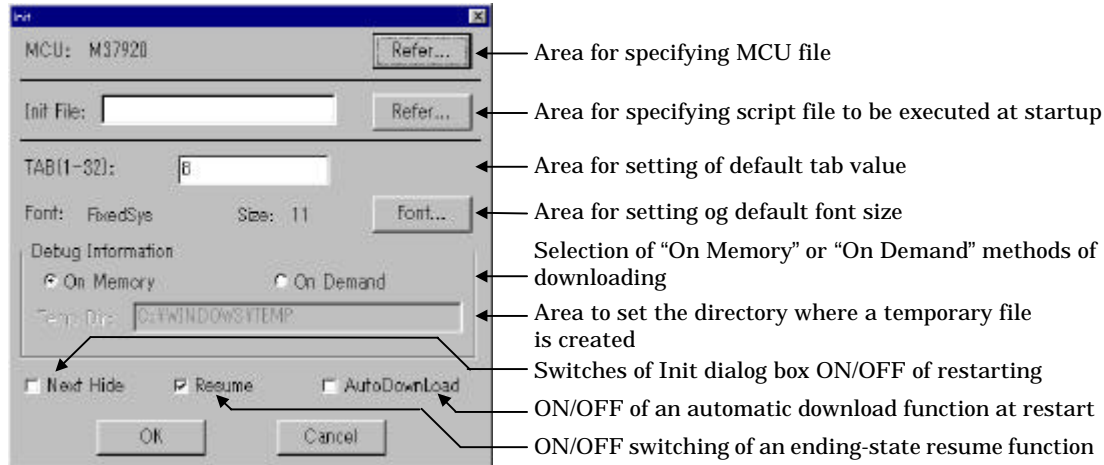 Init
MCU: M37920
Refer...
Area for specifying MCU file
Init File:
Refer...
Area for specifying script file to be executed at startup
TAB(1-32):
8
Area for setting of default tab value
Font: FixedSys Size: 11
Font...
Area for setting og default font size
Debug Information
Selection of “On Memory” or “On Demand” methods of
downloading
On Memory
On Demand
Temp Dir:
C:¥WINDOWS¥TEMP
Area to set the directory where a temporary file
is created
Switches of Init dialog box ON/OFF of restarting
Next Hide
Resume
AutoDownLoad
ON/OFF of an automatic download function at restart
OK
Cancel
ON/OFF switching of an ending-state resume function